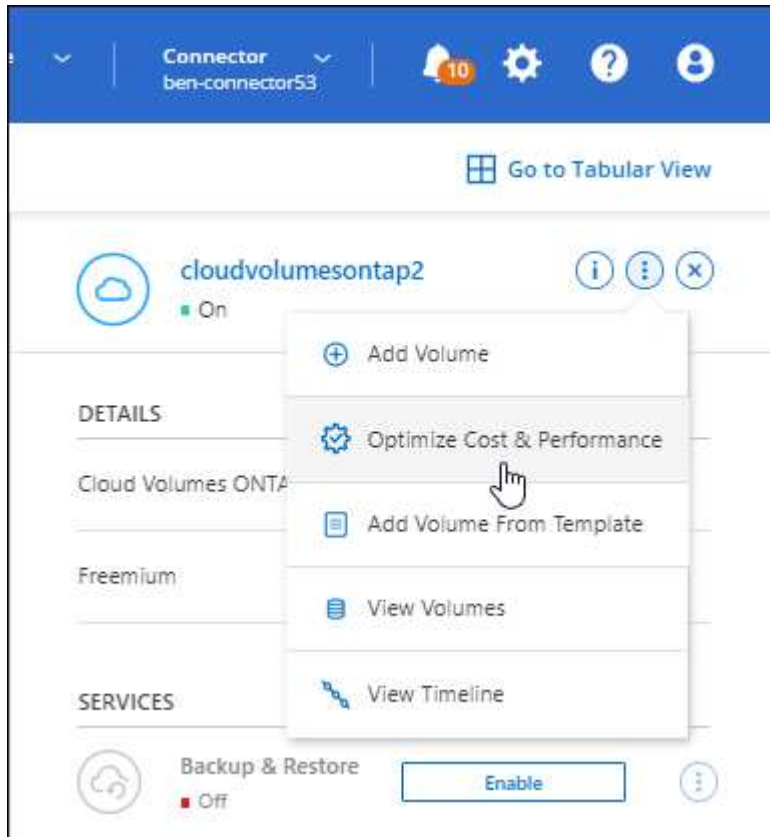 Connector
ben-connector53
10
Go to Tabular View
cloudvolumesontap2
On
Add Volume
DETAILS
Optimize Cost & Performance
Cloud Volumes ONTA
Add Volume From Template
Freemium
View Volumes
View Timeline
SERVICES
Backup & Restore
Enable
Off